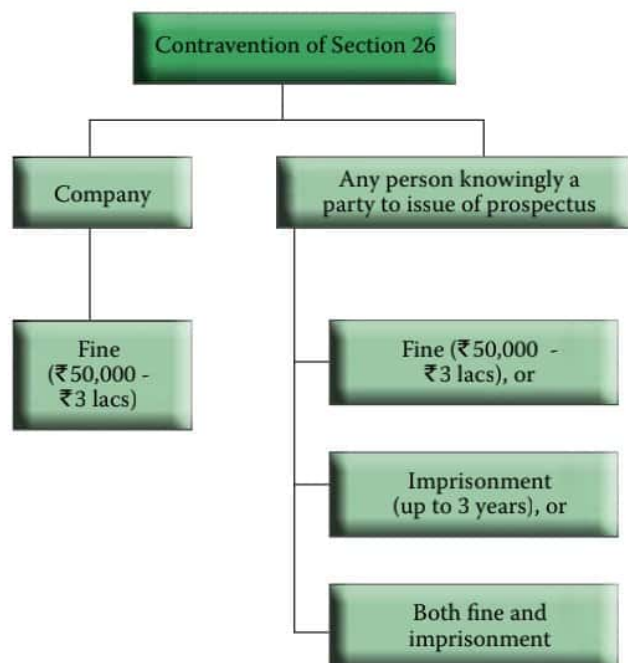 Contravention of Section 26
Company
Any person knowingly a
party to issue of prospectus
Fine
(₹50,000 -
₹3 lacs)
Fine (₹50,000 -
₹3 lacs), or
Imprisonment
(up to 3 years), or
Both fine and
imprisonment